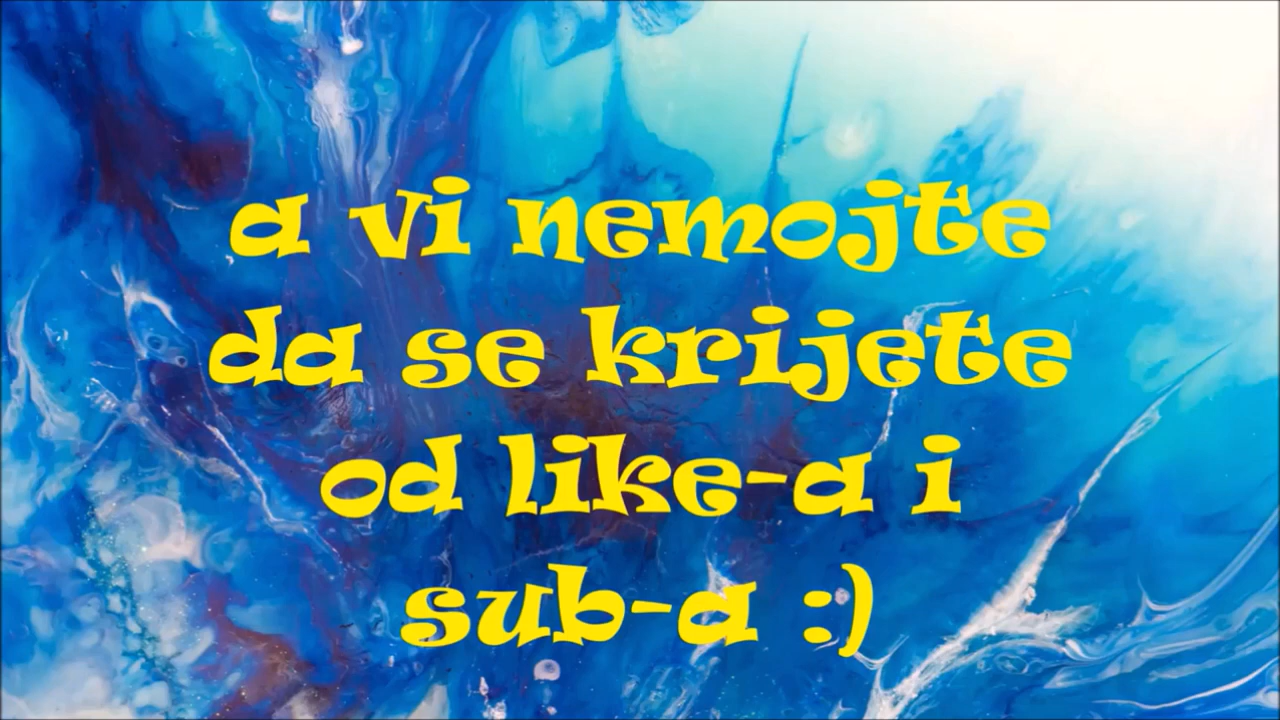 a vi nemojte
da se krijete
od like-a i
sub-a :)